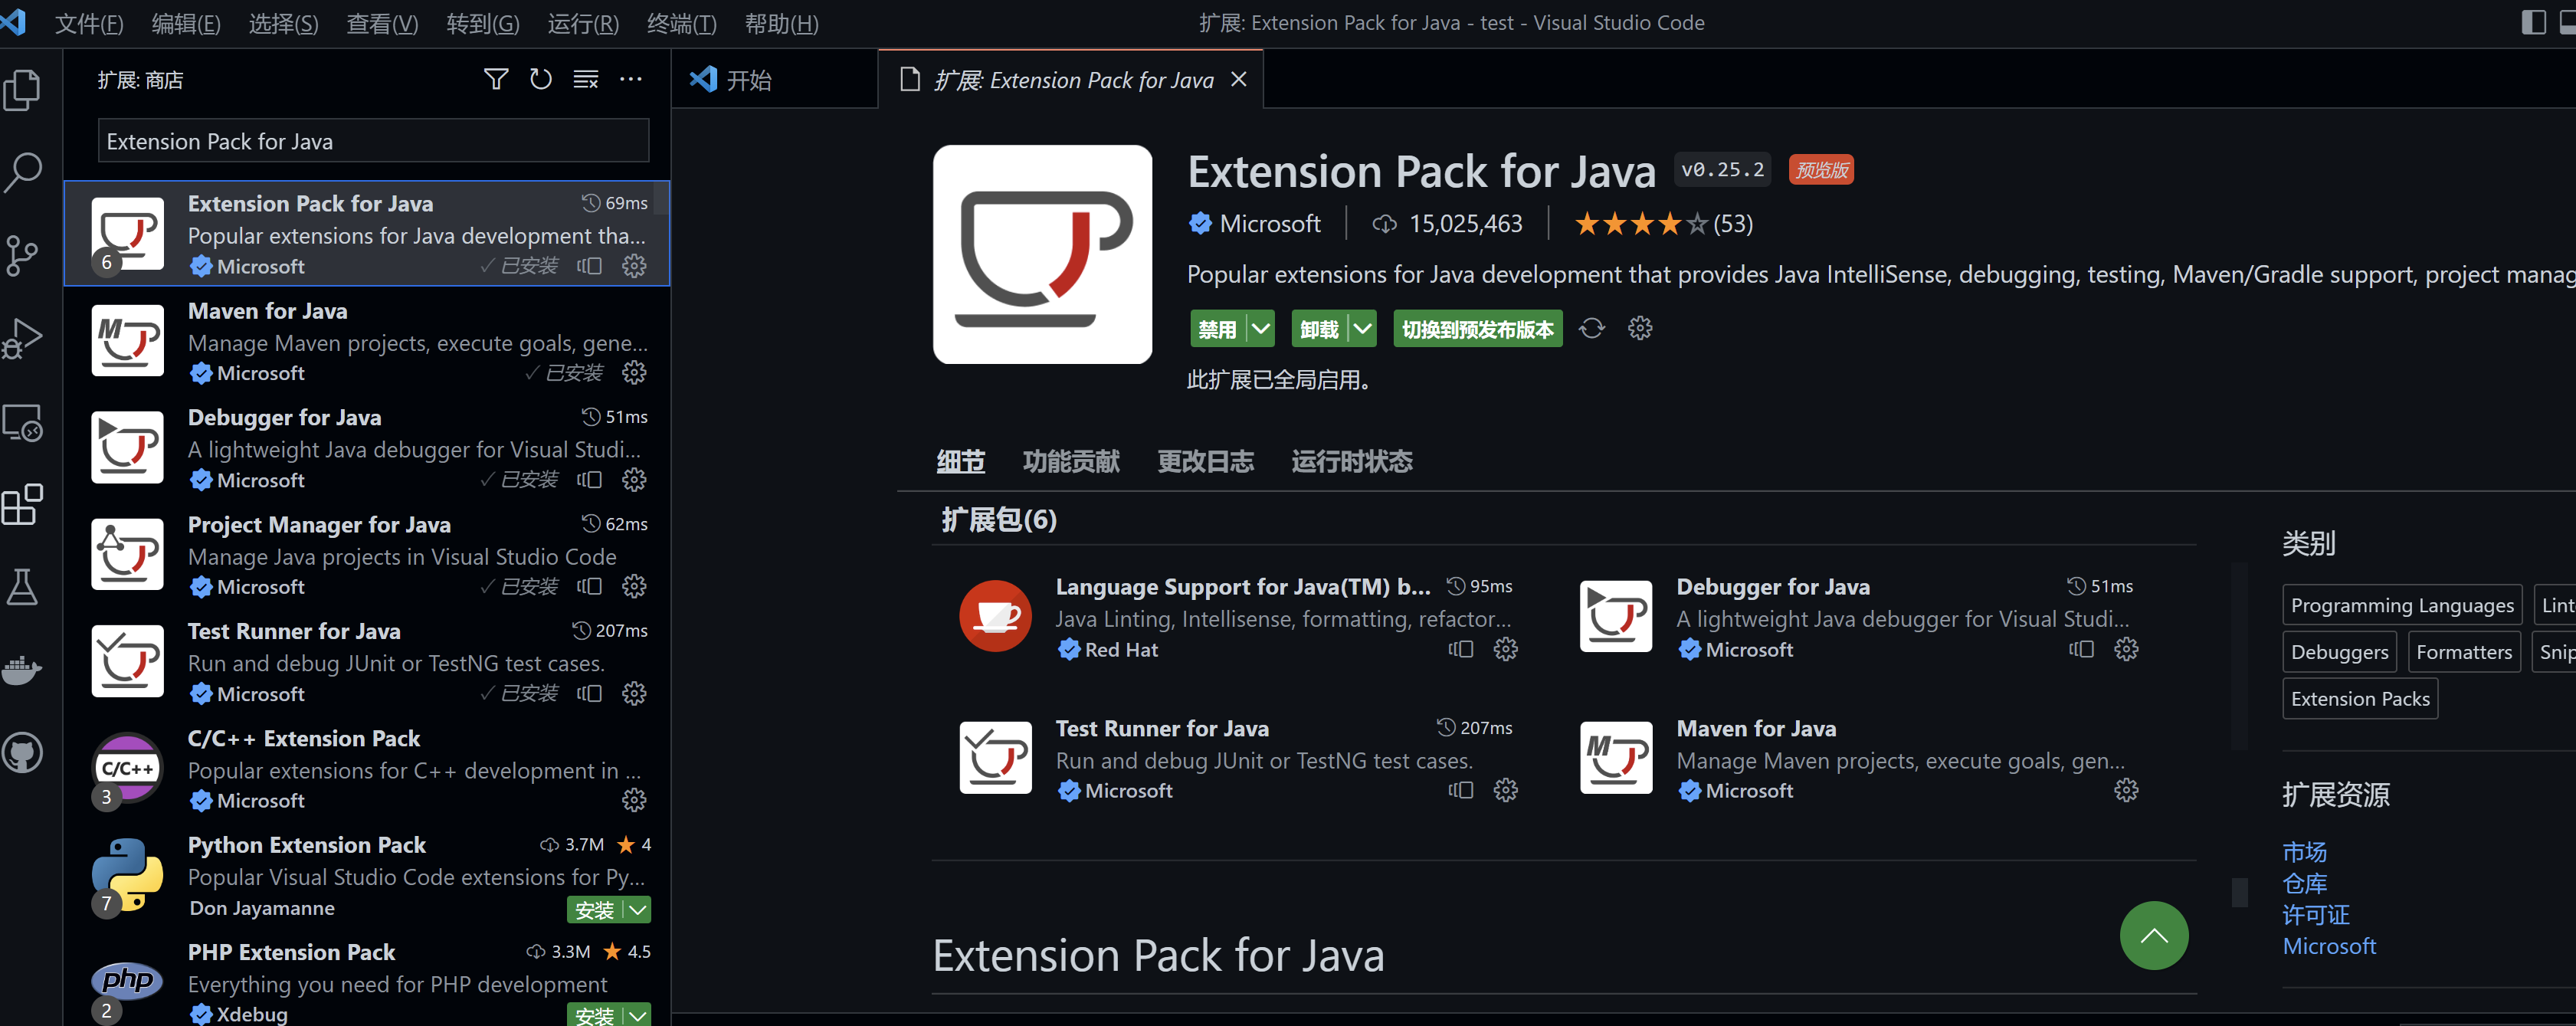 文件(F) 编辑(E) 选择(S) 查看(V) 转到(G) 运行(R) 终端(T) 帮助(H)
扩展: Extension Pack for Java - test - Visual Studio Code
扩展: 商店
Extension Pack for Java
Extension Pack for Java 69ms
Popular extensions for Java development tha...
6
Microsoft 已安装
Maven for Java
Manage Maven projects, execute goals, gene...
Microsoft 已安装
Debugger for Java 51ms
A lightweight Java debugger for Visual Studi...
Microsoft 已安装
Project Manager for Java 62ms
Manage Java projects in Visual Studio Code
Microsoft 已安装
Test Runner for Java 207ms
Run and debug JUnit or TestNG test cases.
Microsoft 已安装
C/C++ Extension Pack
C/C++
Popular extensions for C++ development in ...
3
Microsoft
Python Extension Pack 3.7M 4
Popular Visual Studio Code extensions for Py...
7
Don Jayamanne 安装
PHP Extension Pack 3.3M 4.5
php
Everything you need for PHP development
2
Xdebug 安装
开始
扩展: Extension Pack for Java
Extension Pack for Java v0.25.2 预览版
Microsoft 15,025,463 (53)
Popular extensions for Java development that provides Java IntelliSense, debugging, testing, Maven/Gradle support, project manag
禁用 卸载 切换到预发布版本
此扩展已全局启用。
细节 功能贡献 更改日志 运行时状态
扩展包(6)
Language Support for Java(TM) b... 95ms
Java Linting, Intellisense, formatting, refactor...
Red Hat
Debugger for Java 51ms
A lightweight Java debugger for Visual Studi...
Microsoft
Test Runner for Java 207ms
Run and debug JUnit or TestNG test cases.
Microsoft
Maven for Java
Manage Maven projects, execute goals, gen...
Microsoft
Extension Pack for Java
类别
Programming Languages Lint
Debuggers Formatters Snip
Extension Packs
扩展资源
市场
仓库
许可证
Microsoft